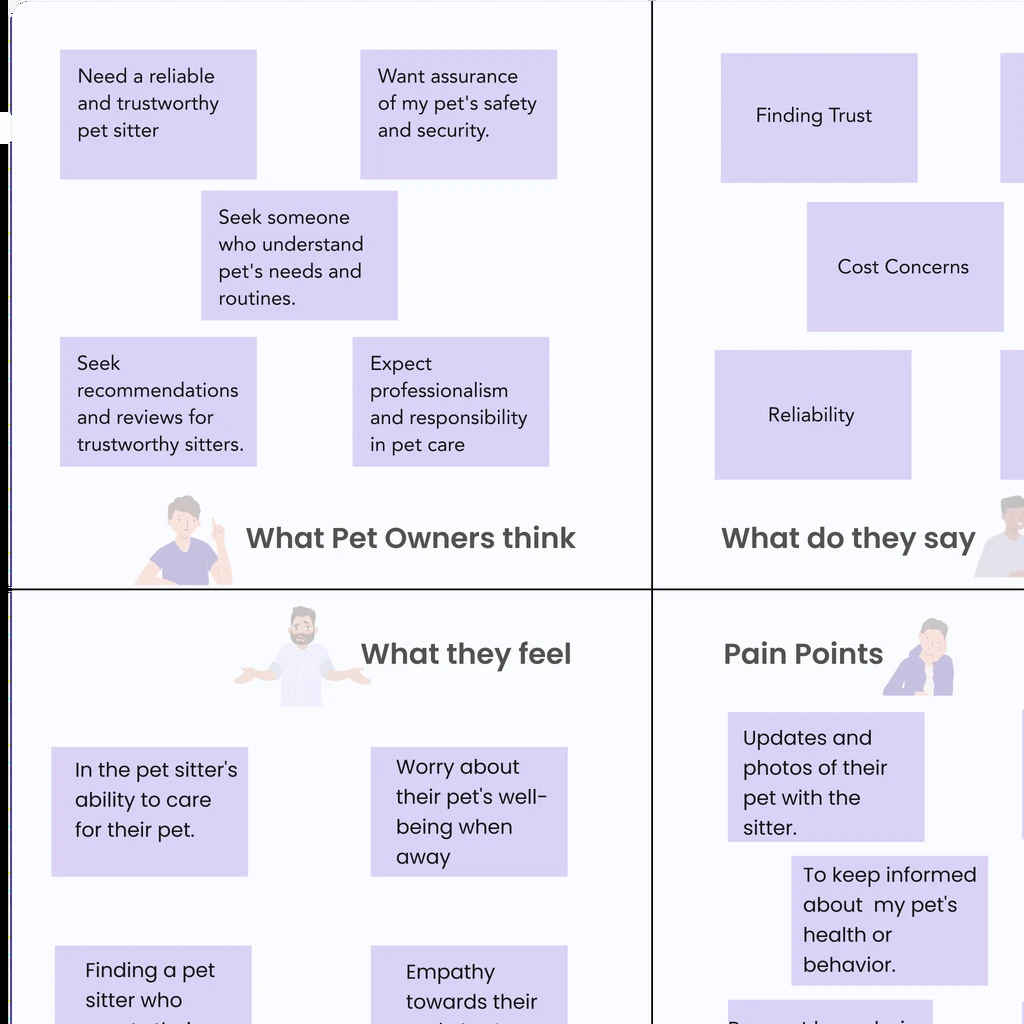 Need a reliable
and trustworthy
pet sitter
Want assurance
of my pet's safety
and security.
Seek someone
who understand
pet's needs and
routines.
Seek
recommendations
and reviews for
trustworthy sitters.
Expect
professionalism
and responsibility
in pet care
What Pet Owners think
Finding Trust
Cost Concerns
Reliability
What do they say
What they feel
In the pet sitter's
ability to care
for their pet.
Worry about
their pet's well-
being when
away
Finding a pet
sitter who
Empathy
towards their
Pain Points
Updates and
photos of their
pet with the
sitter.
To keep informed
about  my pet's
health or
behavior.